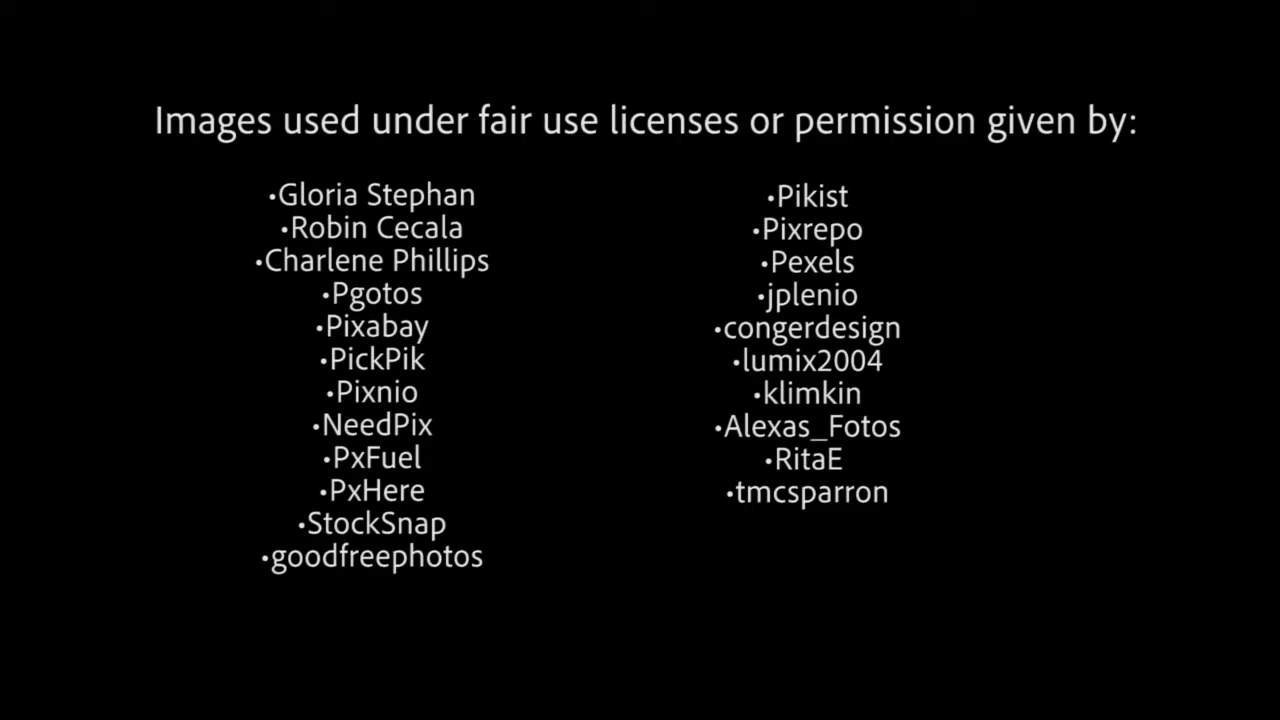 Images used under fair use licenses or permission given by:
•Gloria Stephan
•Robin Cecala
•Charlene Phillips
•Pgotos
•Pixabay
•PickPik
•Pixnio
•NeedPix
•PxFuel
•PxHere
•StockSnap
•goodfreephotos
•Pikist
•Pixrepo
•Pexels
•jplenio
•congerdesign
•lumix2004
•klimkin
•Alexas_Fotos
•RitaE
•tmcsparron